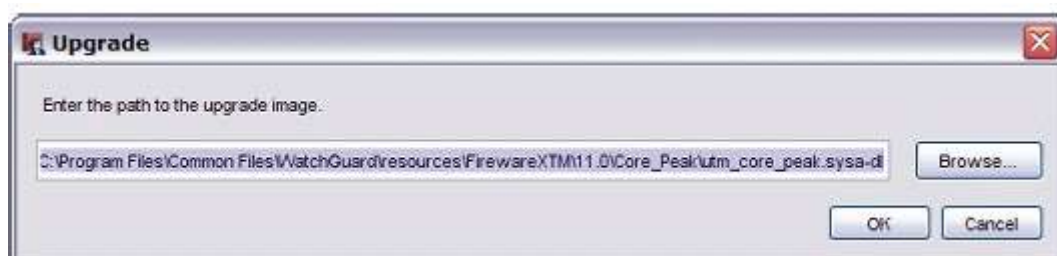 Upgrade
Enter the path to the upgrade image.
C:\Program Files\Common Files\WatchGuard\resources\FirewareXTM\11.0\Core_Peak\utm_core_peak.sysa-dl
Browse...
OK
Cancel